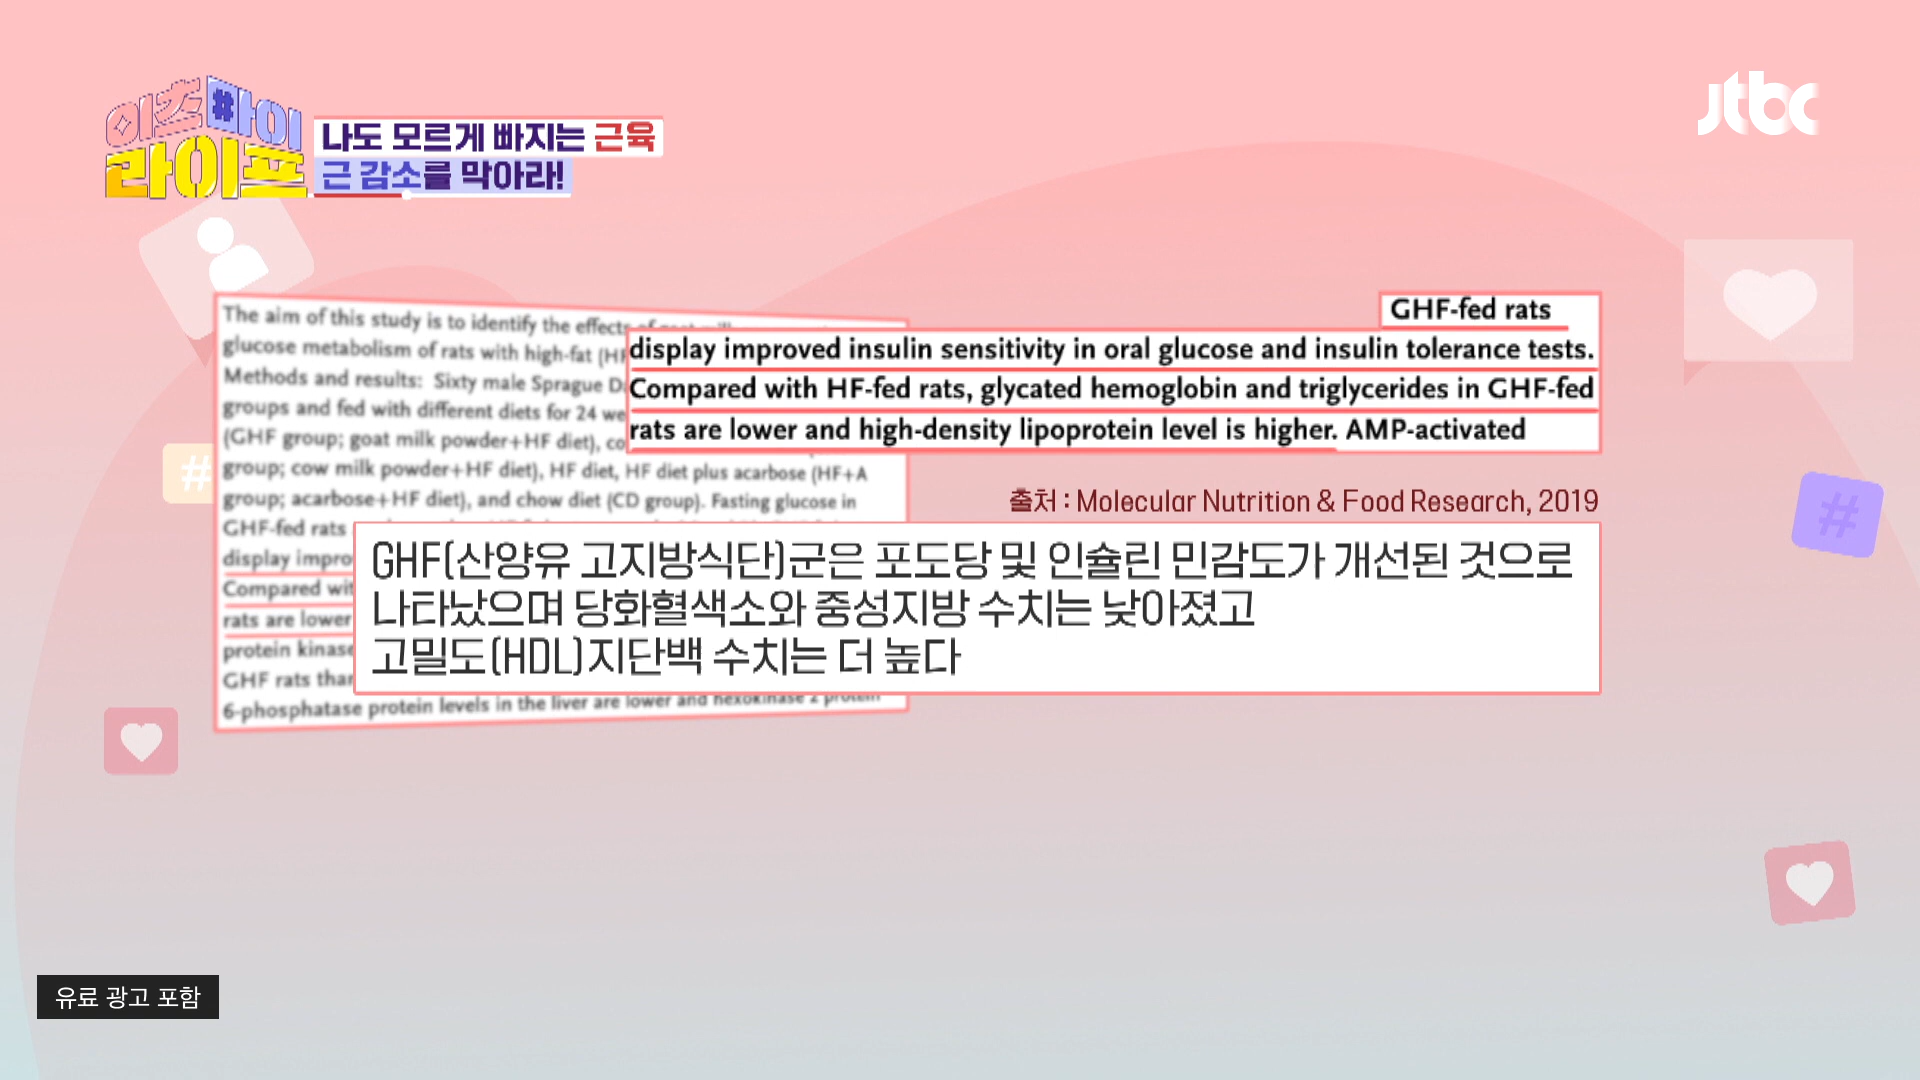 이츠#마이
라이프
나도 모르게 빠지는 근육
근 감소를 막아라!
jtbc
The aim of this study is to identify the effects of
glucose metabolism of rats with high-fat (HF
Methods and results: Sixty male Sprague D
groups and fed with different diets for 24 we
(GHF group; goat milk powder+HF diet), co
group; cow milk powder+HF diet), HF diet, HF diet plus acarbose (HF+A
group; acarbose+HF diet), and chow diet (CD group). Fasting glucose in
GHF-fed rats
display impro
Compared wit
rats are lower
protein kinase
GHF rats than
6-phosphatase protein levels in the liver are lower and hexokinase 2 protein
GHF-fed rats
display improved insulin sensitivity in oral glucose and insulin tolerance tests.
Compared with HF-fed rats, glycated hemoglobin and triglycerides in GHF-fed
rats are lower and high-density lipoprotein level is higher. AMP-activated
출처 : Molecular Nutrition & Food Research, 2019
GHF(산양유 고지방식단)군은 포도당 및 인슐린 민감도가 개선된 것으로
나타났으며 당화혈색소와 중성지방 수치는 낮아졌고
고밀도(HDL)지단백 수치는 더 높다
#
#
유료 광고 포함